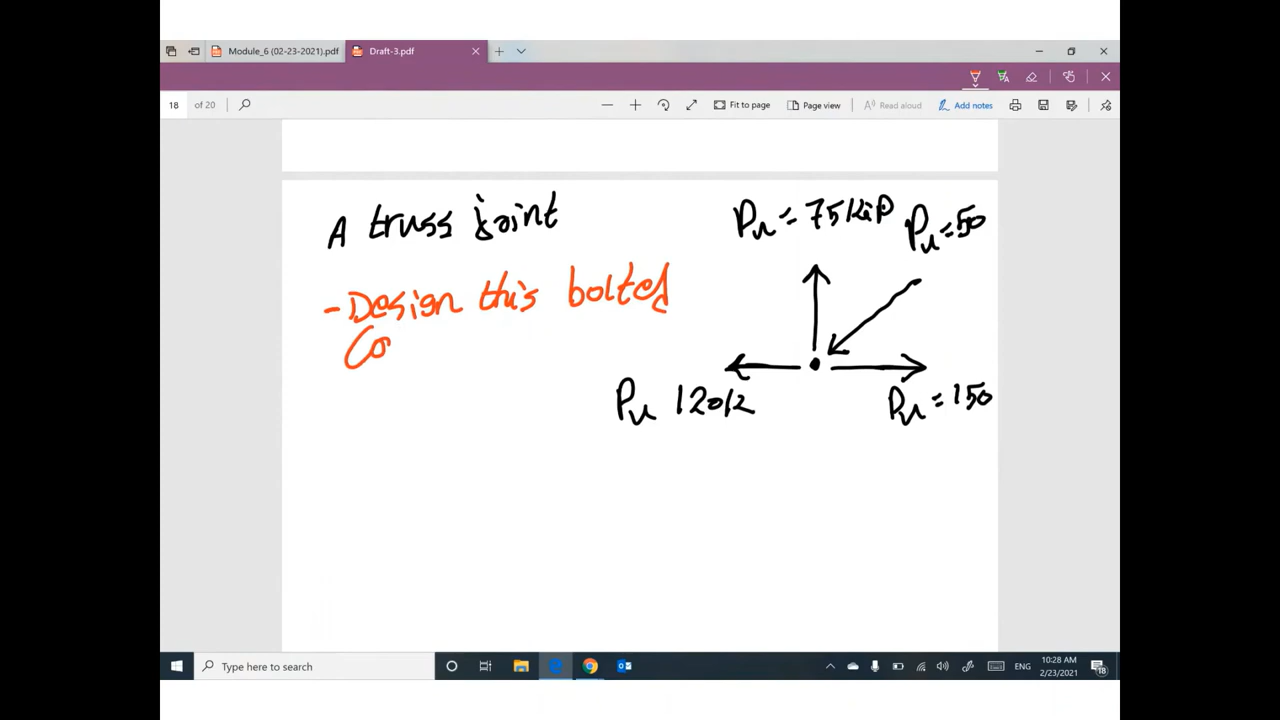 Module_6 (02-23-2021).pdf
Draft-3.pdf
18 of 20
Fit to page
Page view
Read aloud
Add notes
A truss joint
Pu = 75 kip
Pu = 50
- Design this bolted
Co
Pu 120k
Pu = 150
Type here to search
ENG
10:28 AM
2/23/2021
18